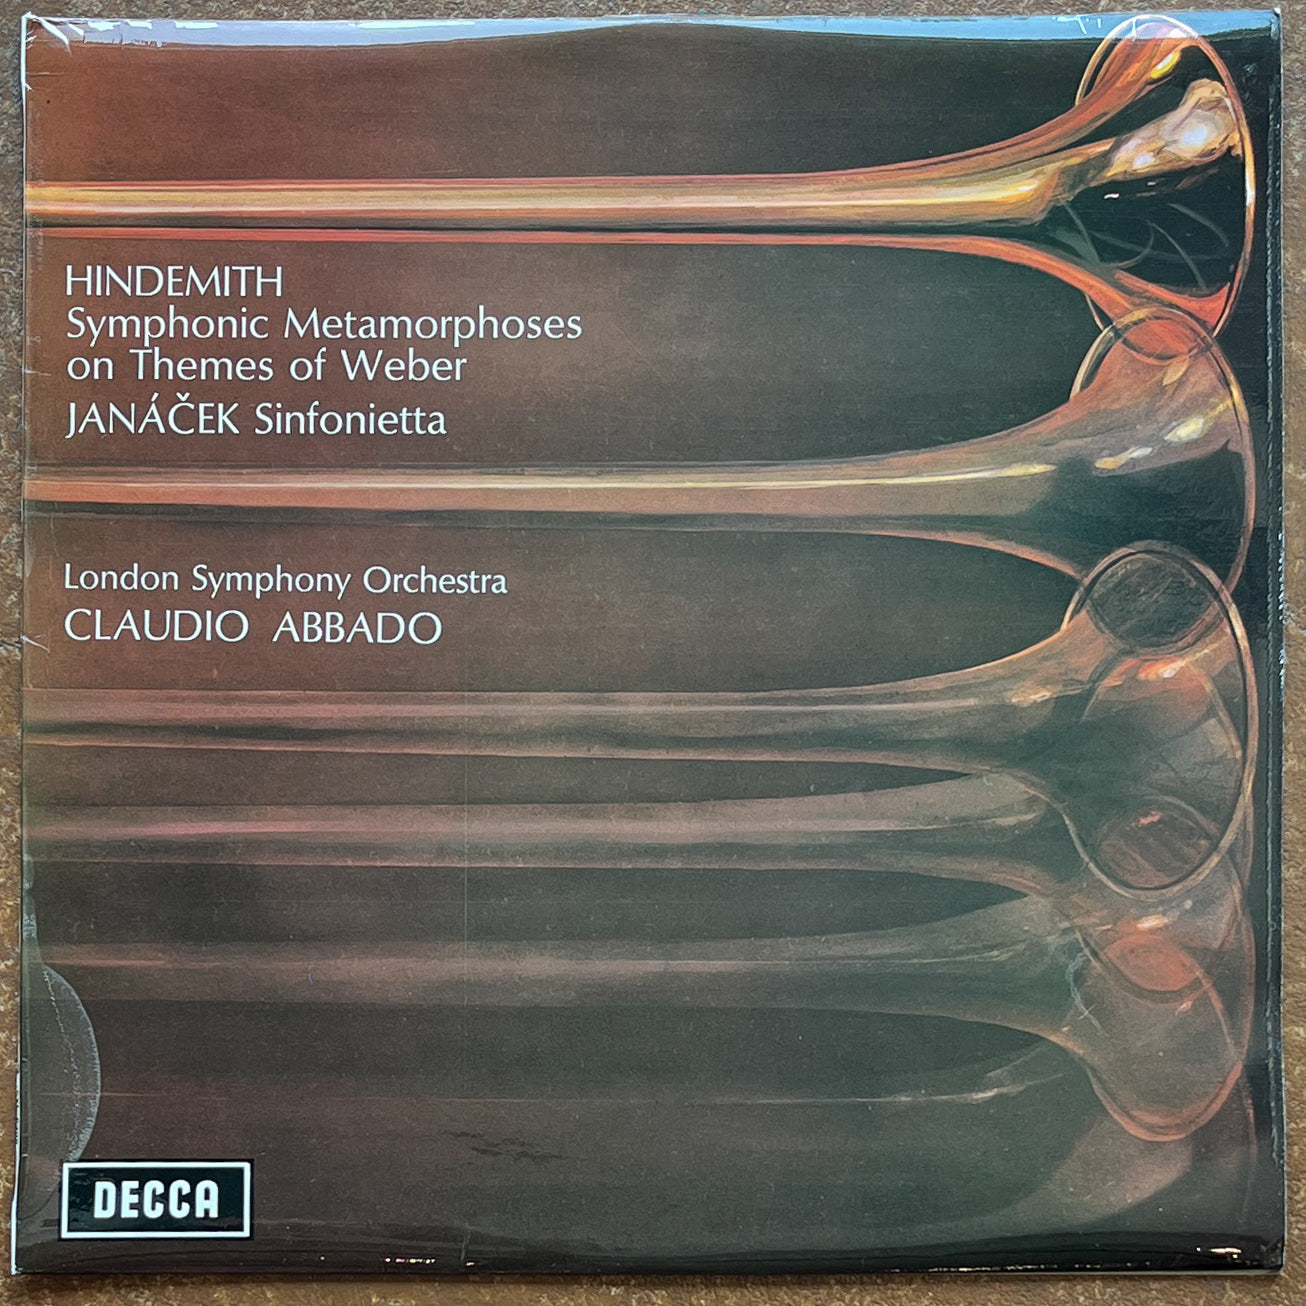 HINDEMITH
Symphonic Metamorphoses
on Themes of Weber
JANÁČEK Sinfonietta
London Symphony Orchestra
CLAUDIO ABBADO
DECCA